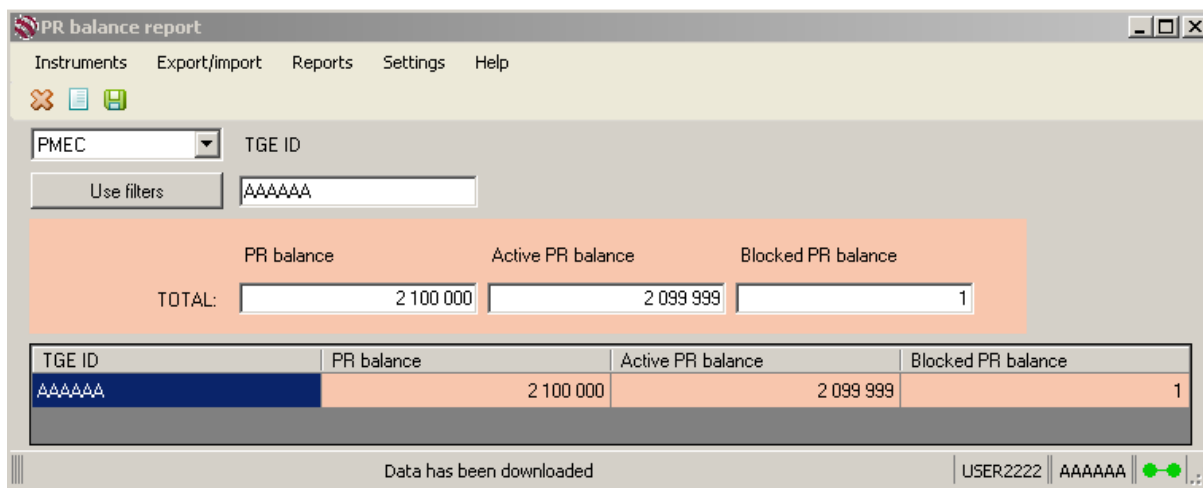 PR balance report
Instruments Export/import Reports Settings Help
PMEC TGE ID
Use filters AAAAAA
PR balance Active PR balance Blocked PR balance
TOTAL: 2 100 000 2 099 999 1
TGE ID PR balance Active PR balance Blocked PR balance
AAAAAA 2 100 000 2 099 999 1
Data has been downloaded USER2222 AAAAAA